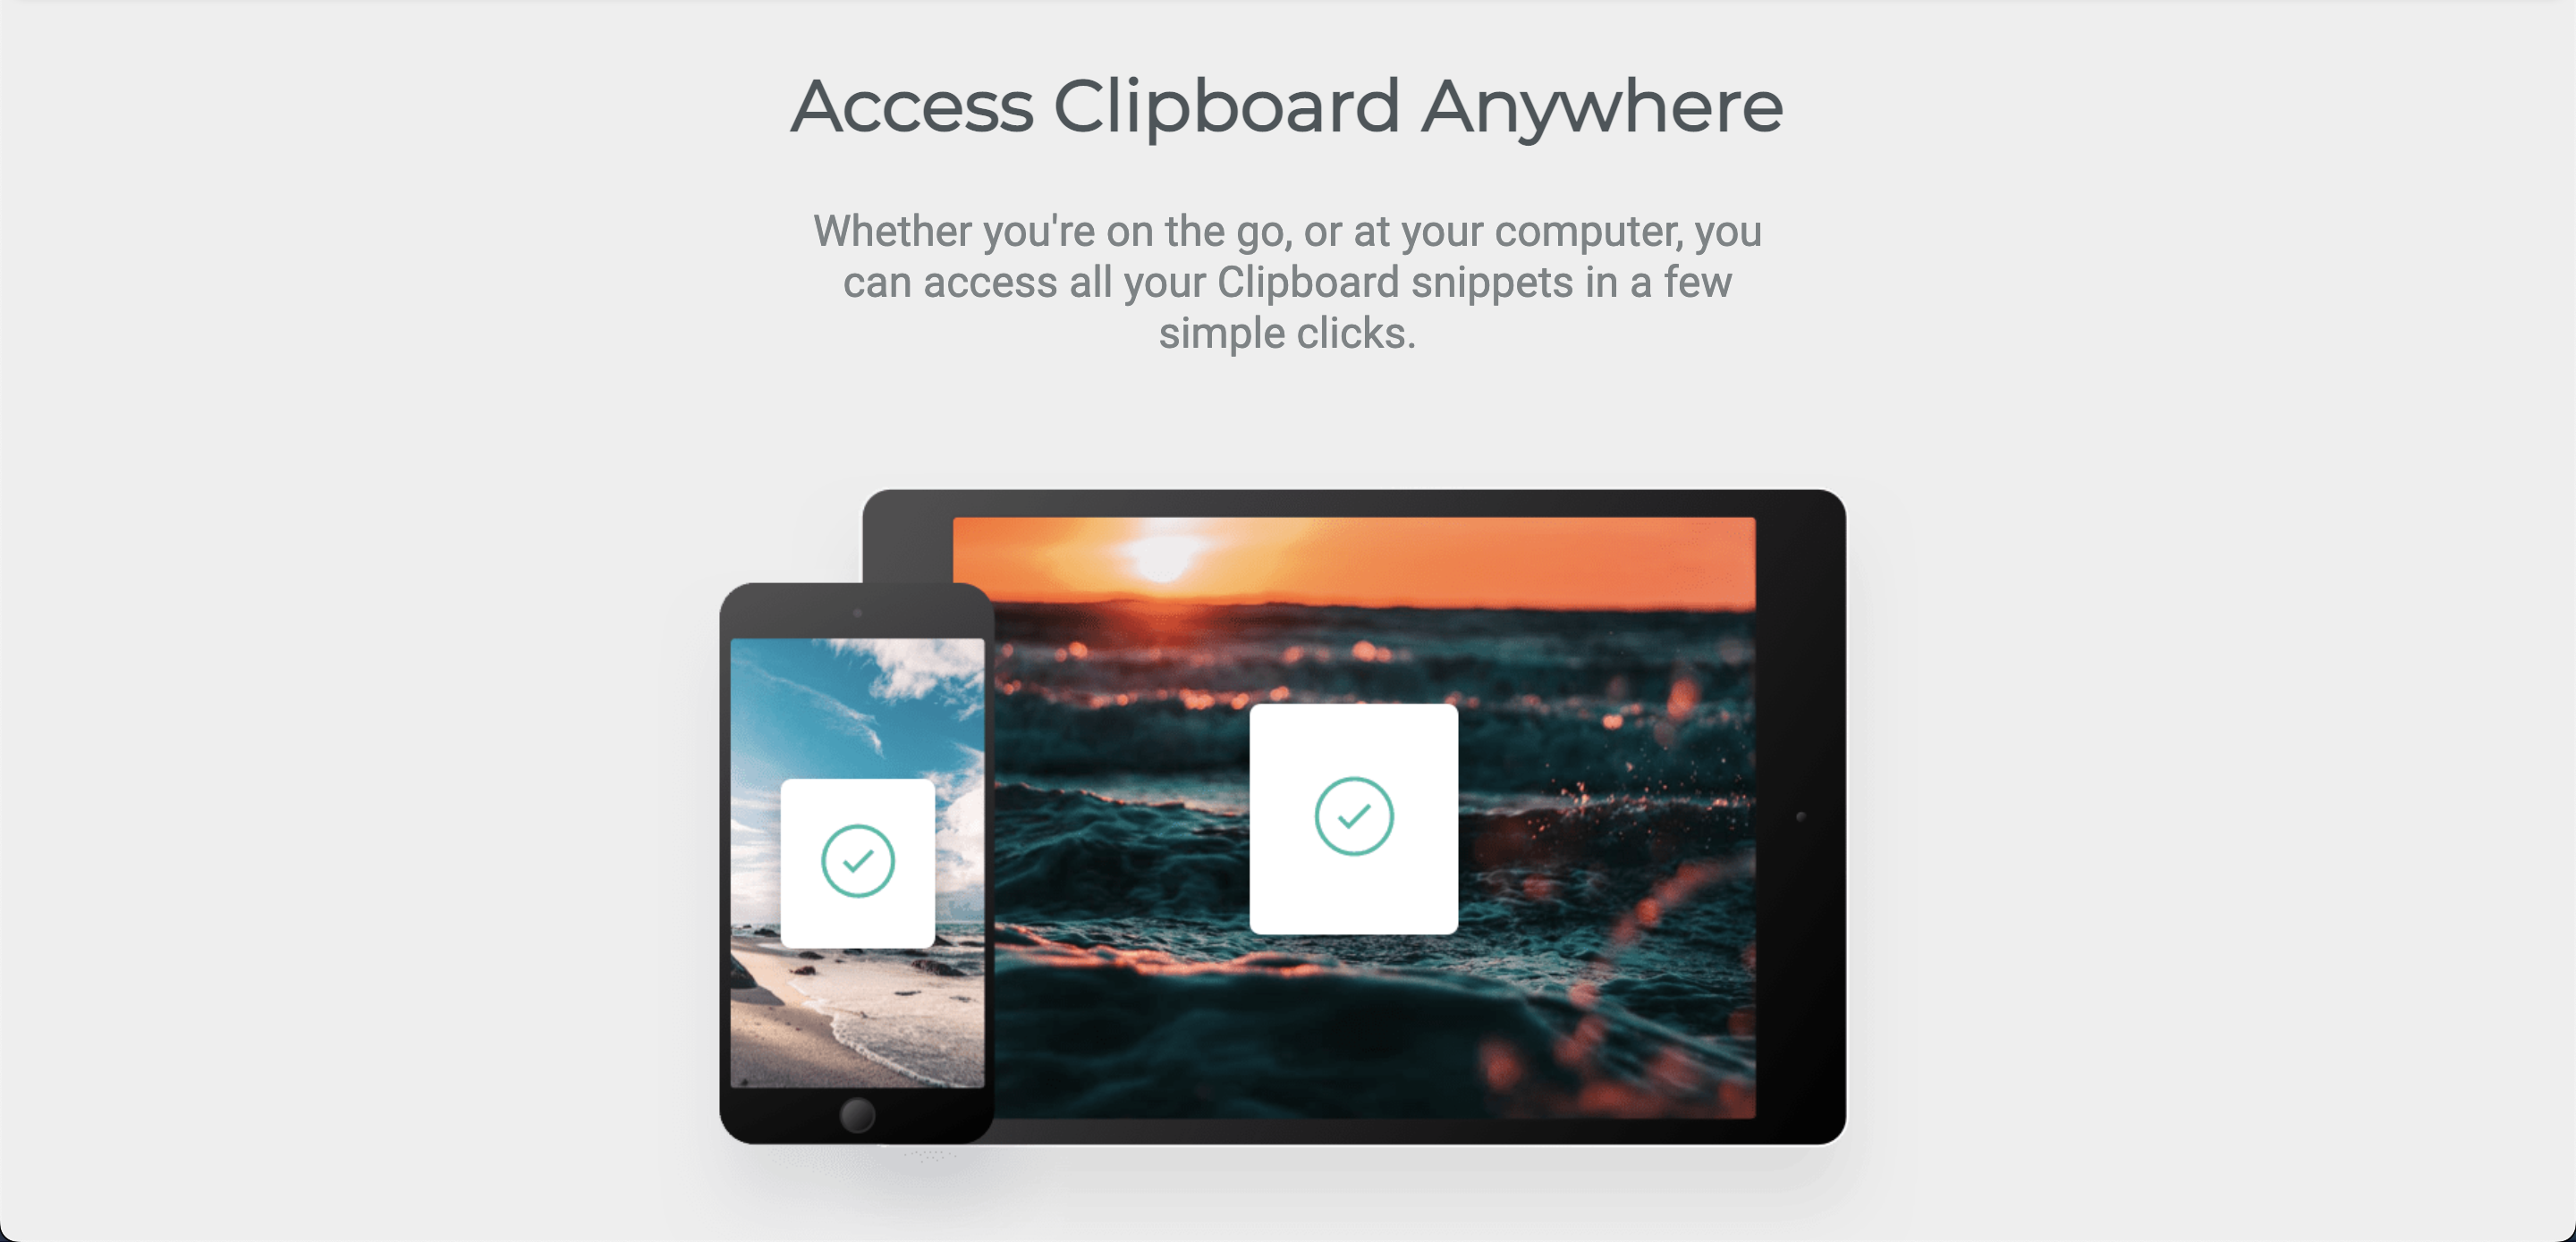 Access Clipboard Anywhere
Whether you're on the go, or at your computer, you
can access all your Clipboard snippets in a few
simple clicks.